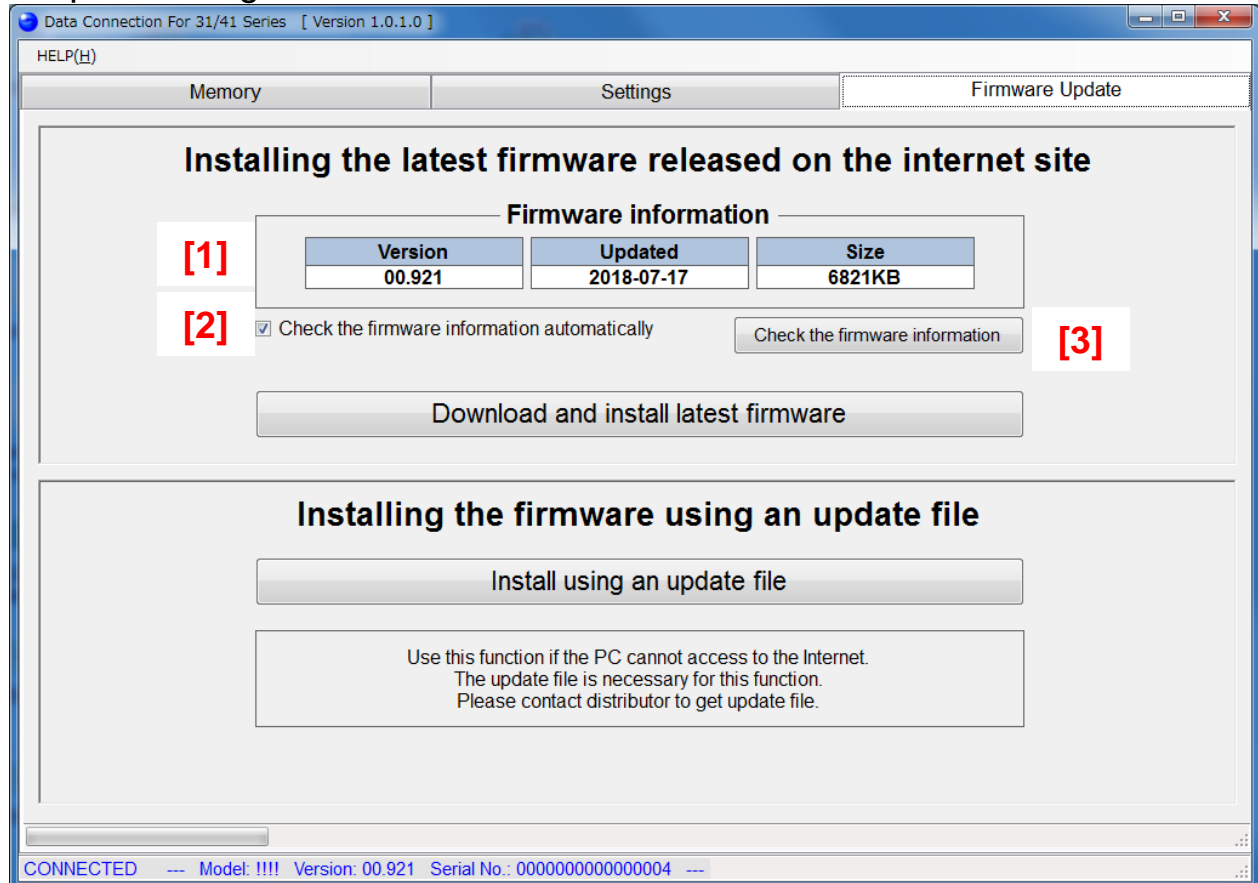 Data Connection For 31/41 Series [ Version 1.0.1.0 ]
HELP(H)
Memory Settings Firmware Update
Installing the latest firmware released on the internet site
Firmware information
[1] Version Updated Size
00.921 2018-07-17 6821KB
[2] Check the firmware information automatically Check the firmware information [3]
Download and install latest firmware
Installing the firmware using an update file
Install using an update file
Use this function if the PC cannot access to the Internet.
The update file is necessary for this function.
Please contact distributor to get update file.
CONNECTED --- Model: !!!! Version: 00.921 Serial No.: 0000000000000004 ---